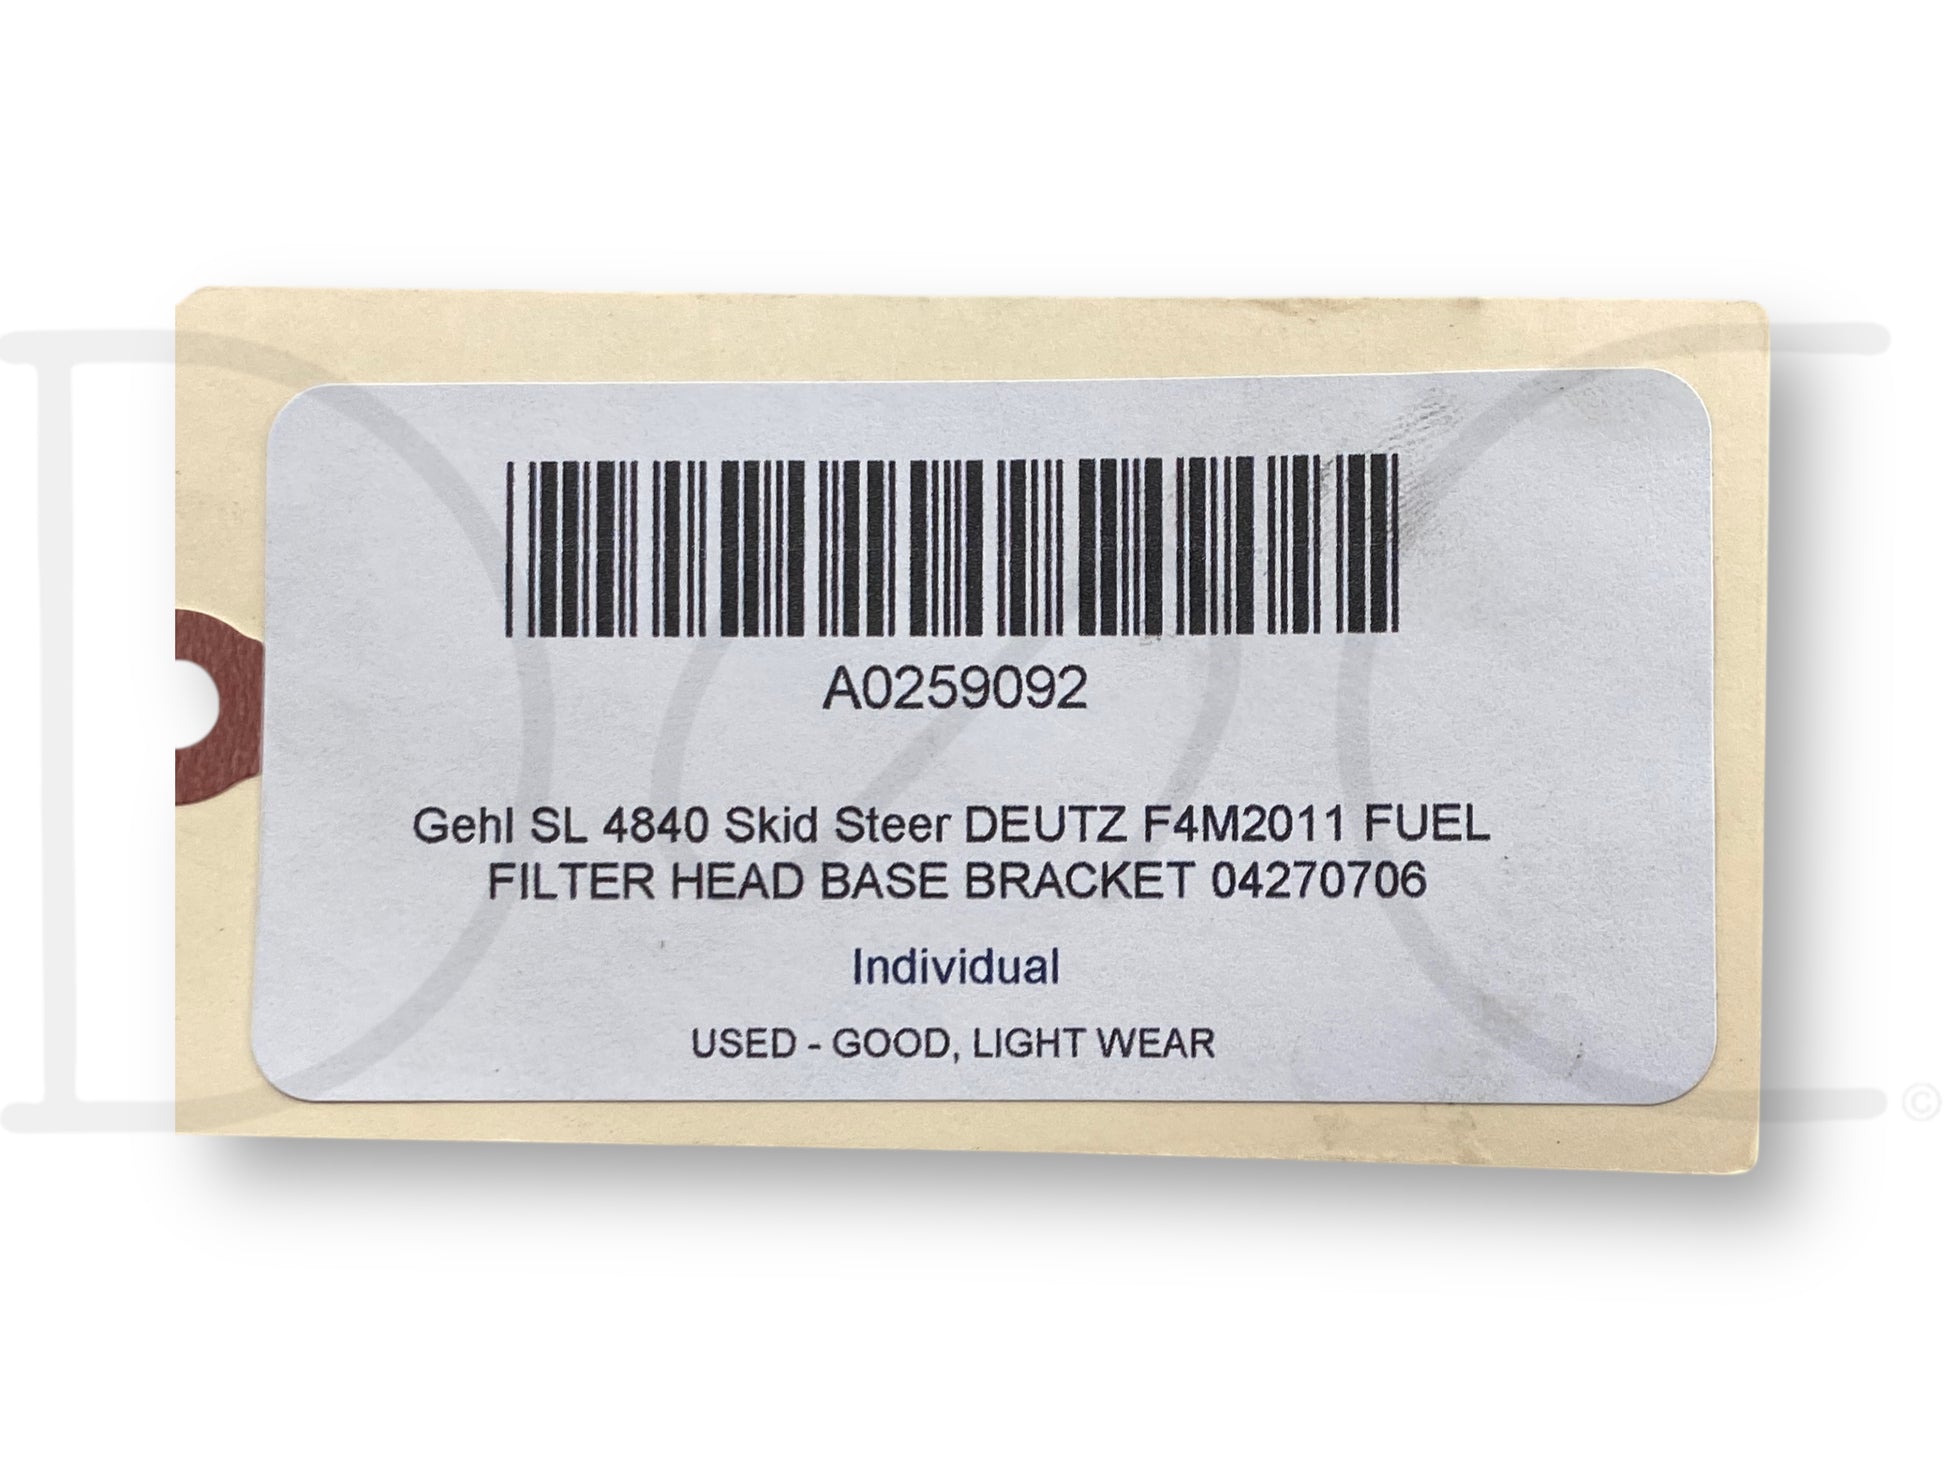 A0259092
Gehl SL 4840 Skid Steer DEUTZ F4M2011 FUEL
FILTER HEAD BASE BRACKET 04270706
Individual
USED - GOOD, LIGHT WEAR
©